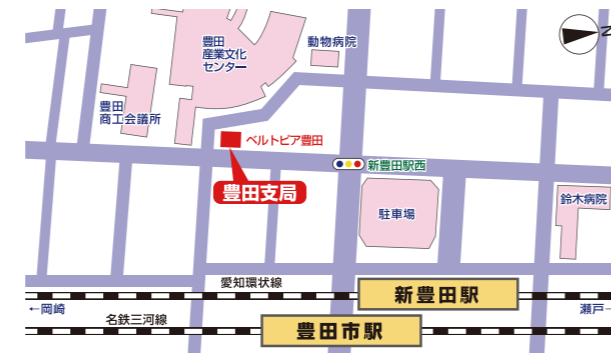 豊田
産業文化
センター
動物病院
N
豊田
商工会議所
ベルトピア豊田
新豊田駅西
豊田支局
駐車場
鈴木病院
愛知環状線
新豊田駅
←岡崎
瀬戸→
名鉄三河線
豊田市駅